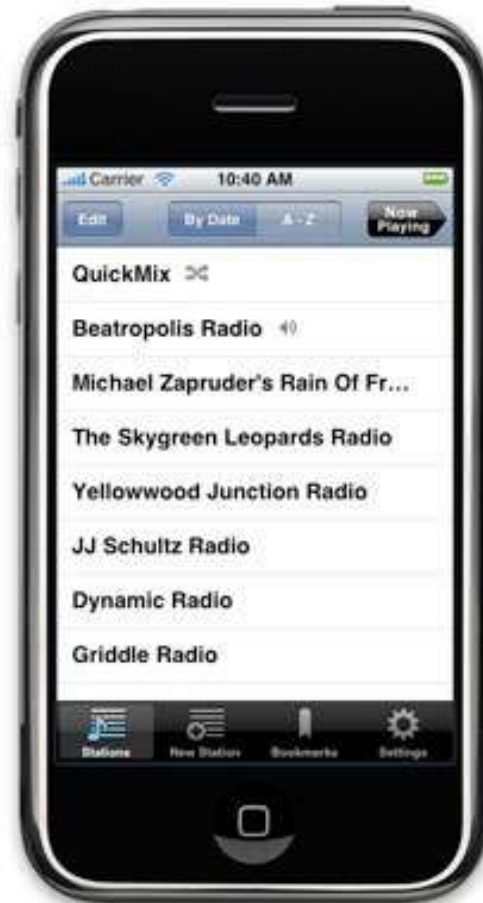 Carrier 10:40 AM
Edit By Date A - Z Now Playing
QuickMix
Beatropolis Radio
Michael Zapruder's Rain Of Fr...
The Skygreen Leopards Radio
Yellowwood Junction Radio
JJ Schultz Radio
Dynamic Radio
Griddle Radio
Stations New Station Bookmarks Settings